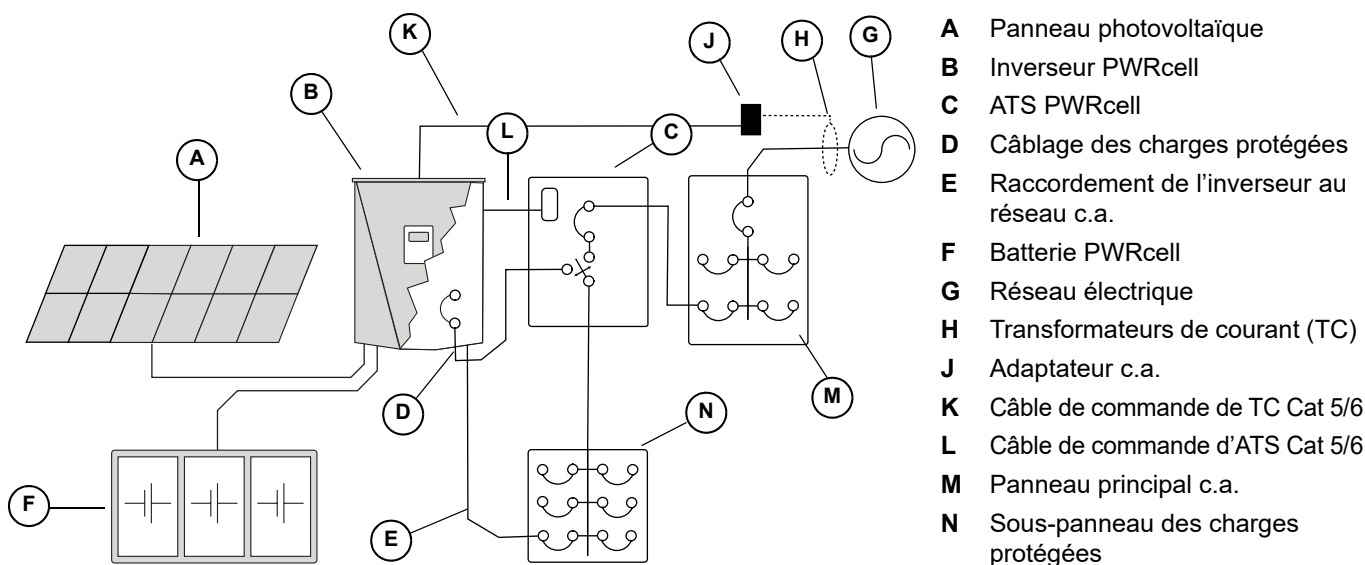 K
J
H
G
B
L
C
A
D
M
N
F
E
A Panneau photovoltaïque
B Inverseur PWRcell
C ATS PWRcell
D Câblage des charges protégées
E Raccordement de l’inverseur au
réseau c.a.
F Batterie PWRcell
G Réseau électrique
H Transformateurs de courant (TC)
J Adaptateur c.a.
K Câble de commande de TC Cat 5/6
L Câble de commande d’ATS Cat 5/6
M Panneau principal c.a.
N Sous-panneau des charges
protégées